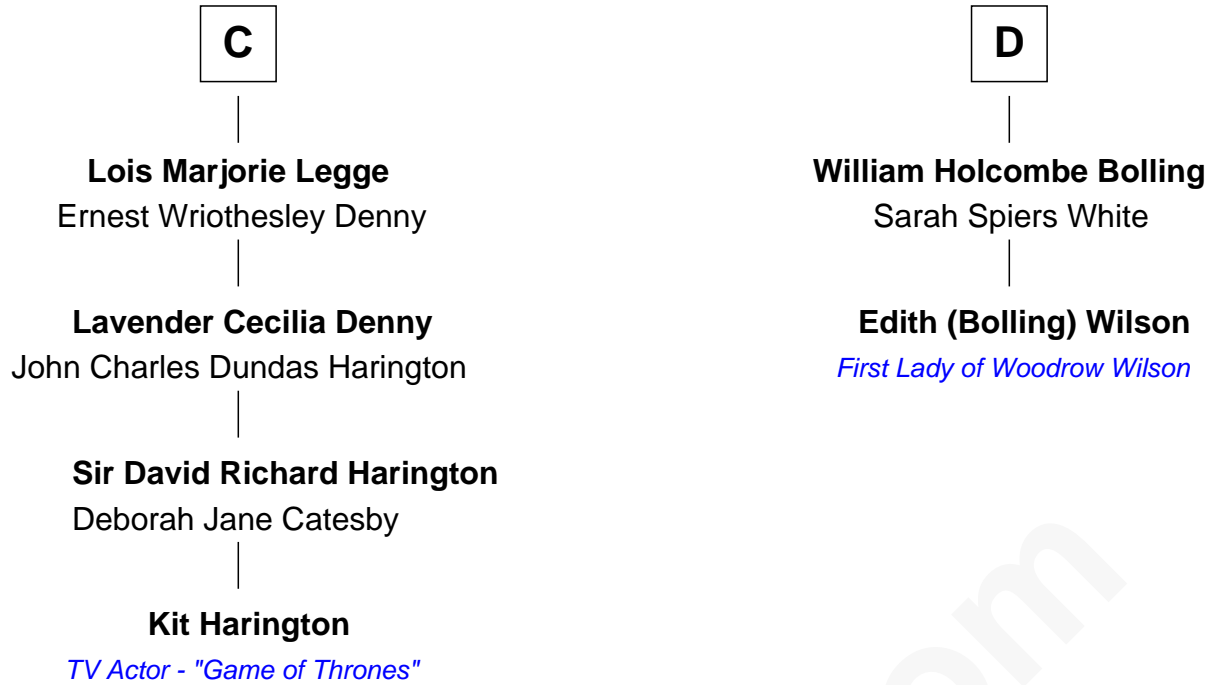 C
Lois Marjorie Legge
Ernest Wriothesley Denny
Lavender Cecilia Denny
John Charles Dundas Harington
Sir David Richard Harington
Deborah Jane Catesby
Kit Harington
TV Actor - "Game of Thrones"
D
William Holcombe Bolling
Sarah Spiers White
Edith (Bolling) Wilson
First Lady of Woodrow Wilson
om